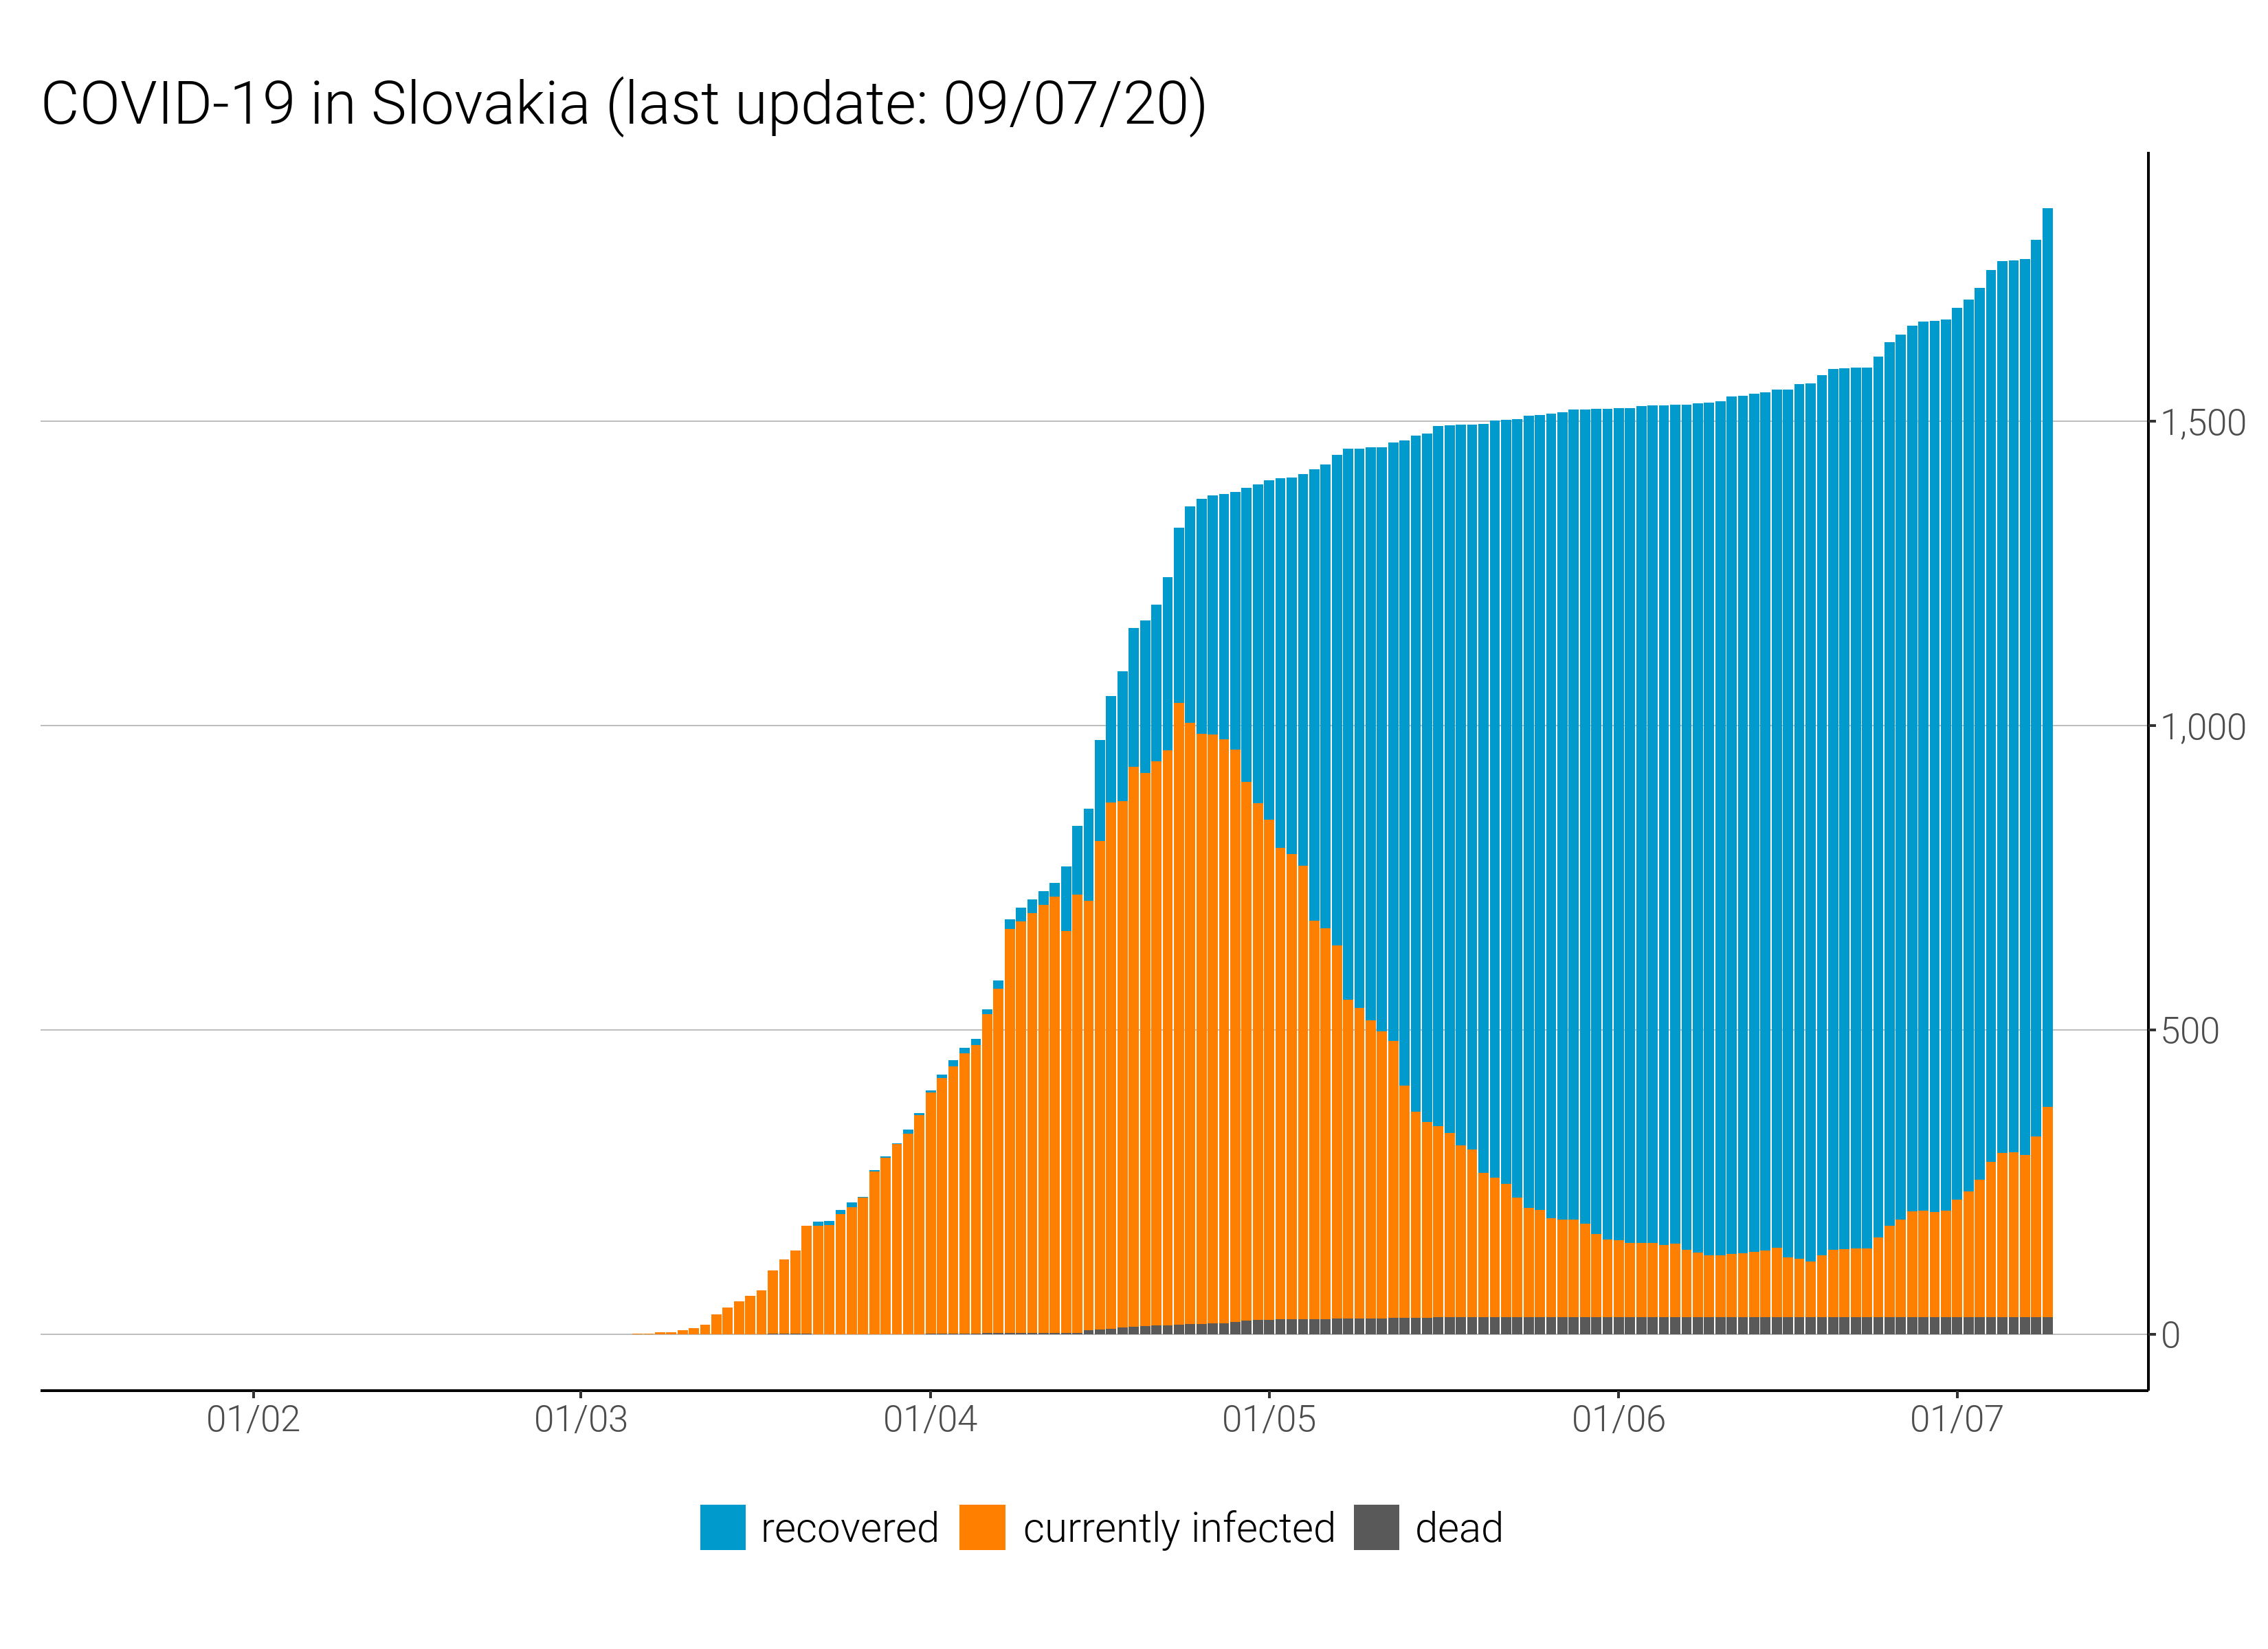 COVID-19 in Slovakia (last update: 09/07/20)
1,500
1,000
500
0
01/02 01/03 01/04 01/05 01/06 01/07
recovered currently infected dead